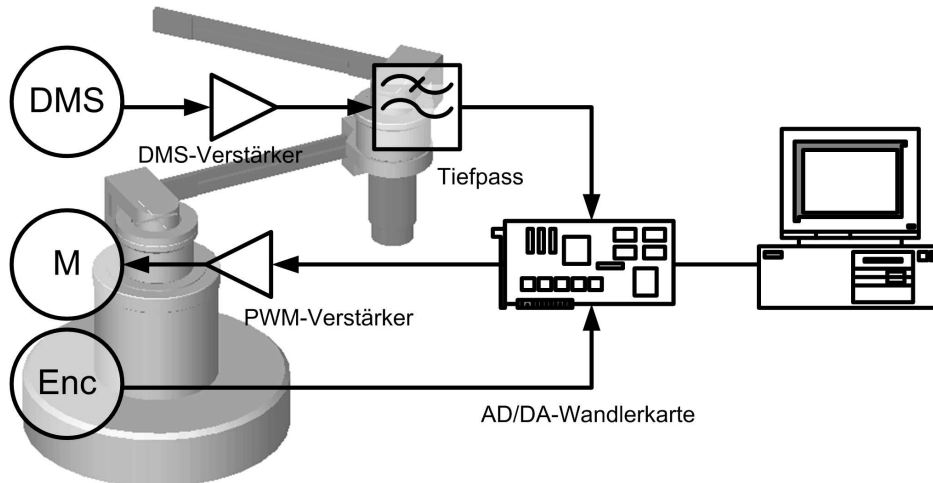 DMS
DMS-Verstärker
Tiefpass
M
PWM-Verstärker
Enc
AD/DA-Wandlerkarte